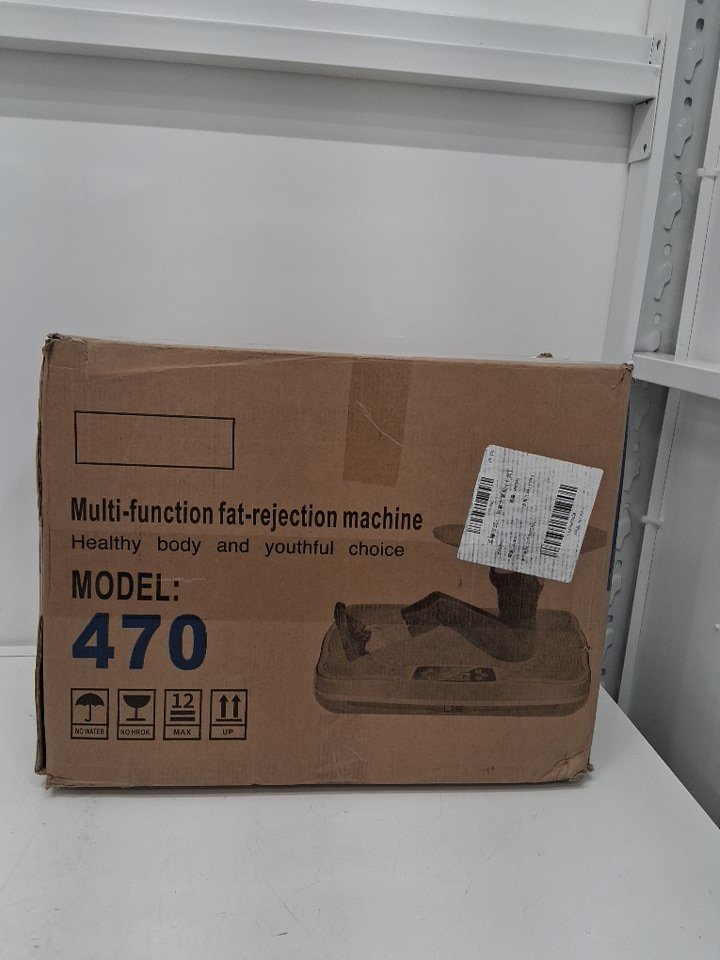 Multi-function fat-rejection machine
Healthy body and youthful choice
MODEL:
470
NO WATER
NO HROK
12
MAX
UP